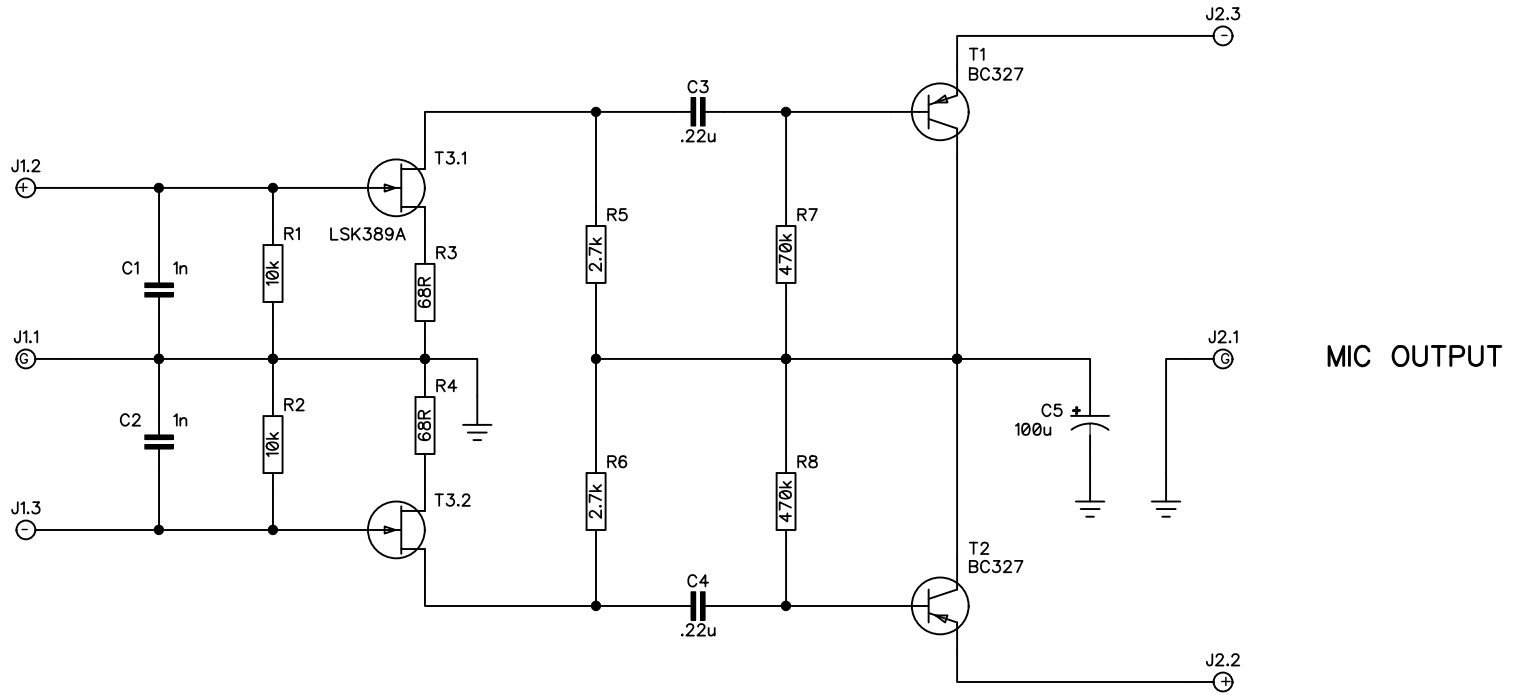 J2.3
-
T1
BC327
C3
.22u
T3.1
J1.2
+
R5
2.7k
R7
470k
R1
10k
LSK389A
R3
68R
C1 1n
J1.1
G
J2.1
G
MIC OUTPUT
R4
68R
R2
10k
C2 1n
C5 +
100u
R6
2.7k
R8
470k
J1.3
-
T3.2
T2
BC327
C4
.22u
J2.2
+